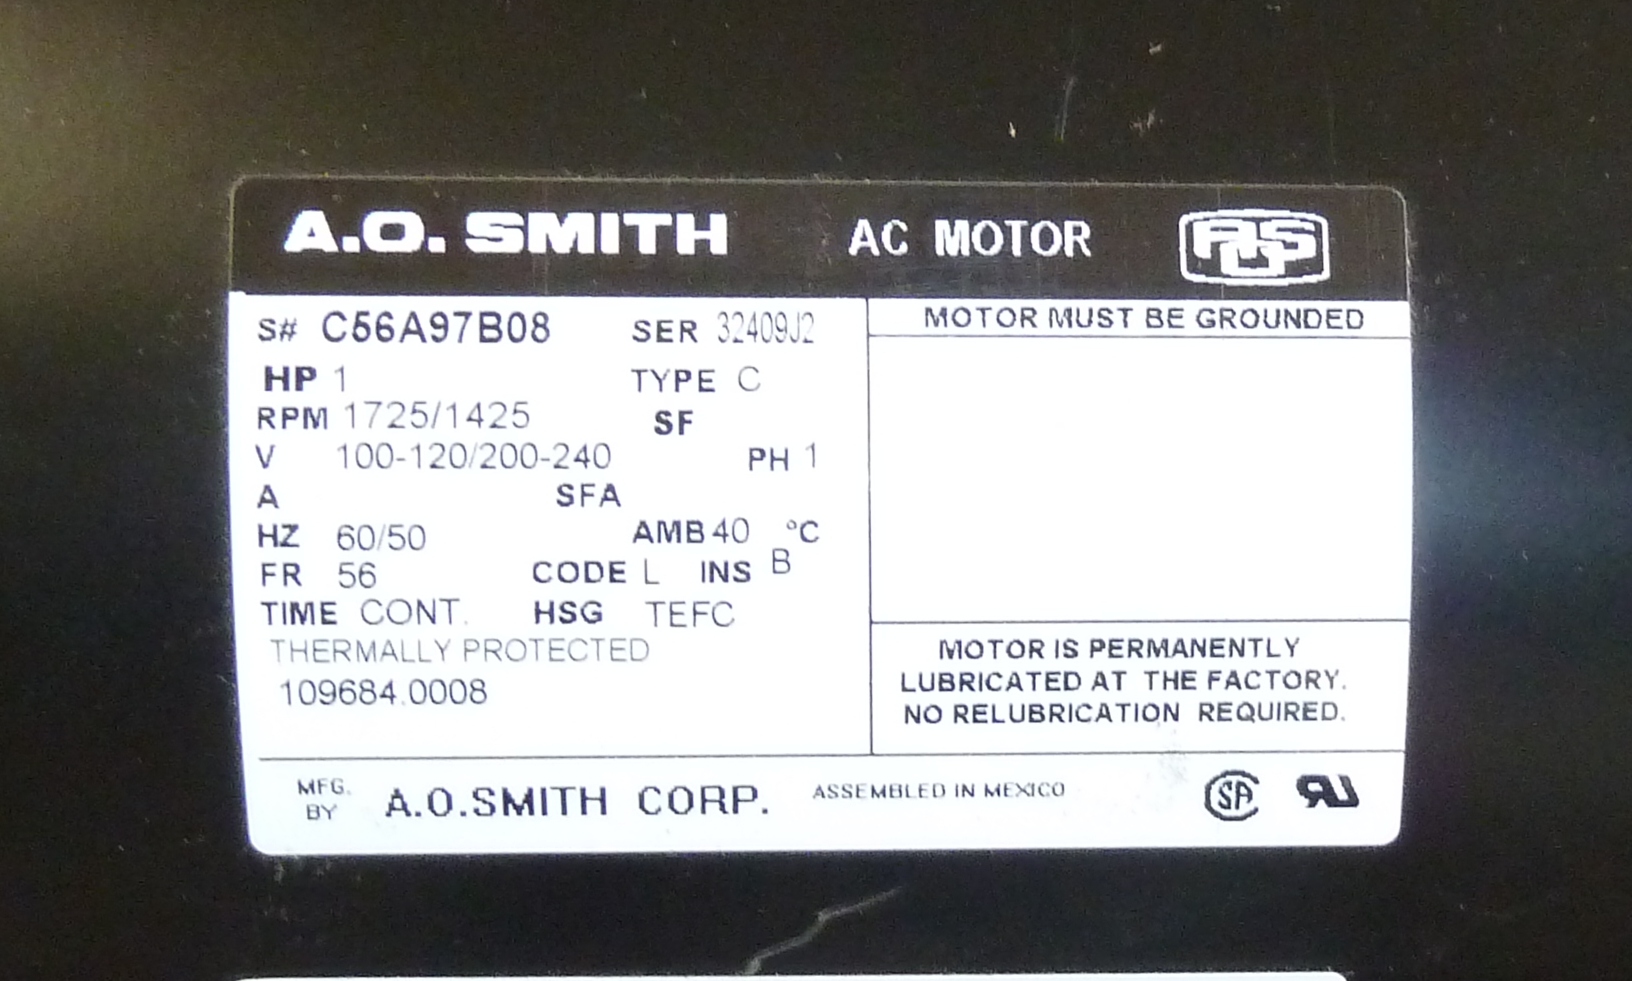 A.O. SMITH AC MOTOR AOS
S# C56A97B08 SER 32409J2
HP 1 TYPE C
RPM 1725/1425 SF
V 100-120/200-240 PH 1
A SFA
HZ 60/50 AMB 40 °C
FR 56 CODE L INS B
TIME CONT. HSG TEFC
THERMALLY PROTECTED
109684.0008
MOTOR MUST BE GROUNDED
MOTOR IS PERMANENTLY
LUBRICATED AT THE FACTORY.
NO RELUBRICATION REQUIRED.
MFG.
BY A.O.SMITH CORP. ASSEMBLED IN MEXICO SA RU